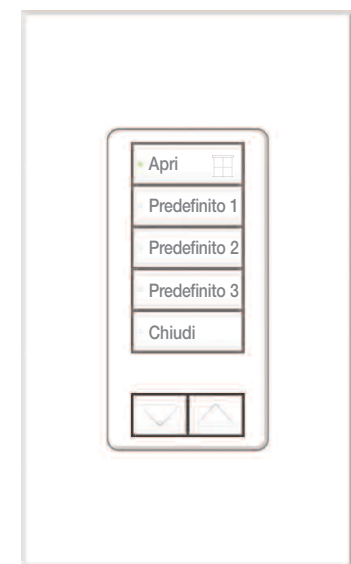 Apri
Predefinito 1
Predefinito 2
Predefinito 3
Chiudi